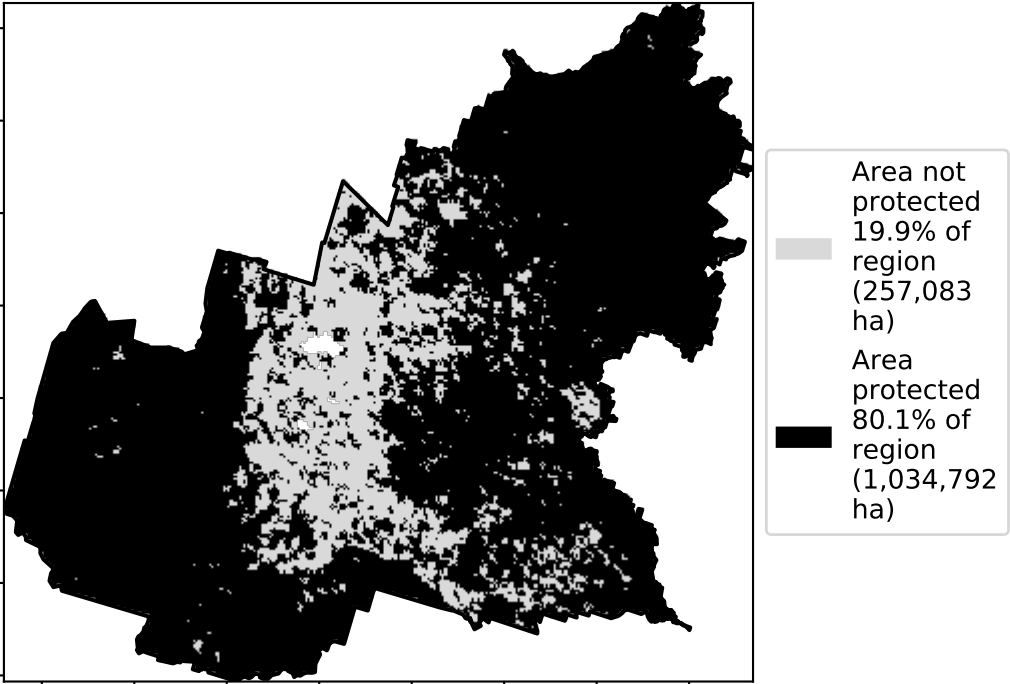 Area not
protected
19.9% of
region
(257,083
ha)
Area
protected
80.1% of
region
(1,034,792
ha)